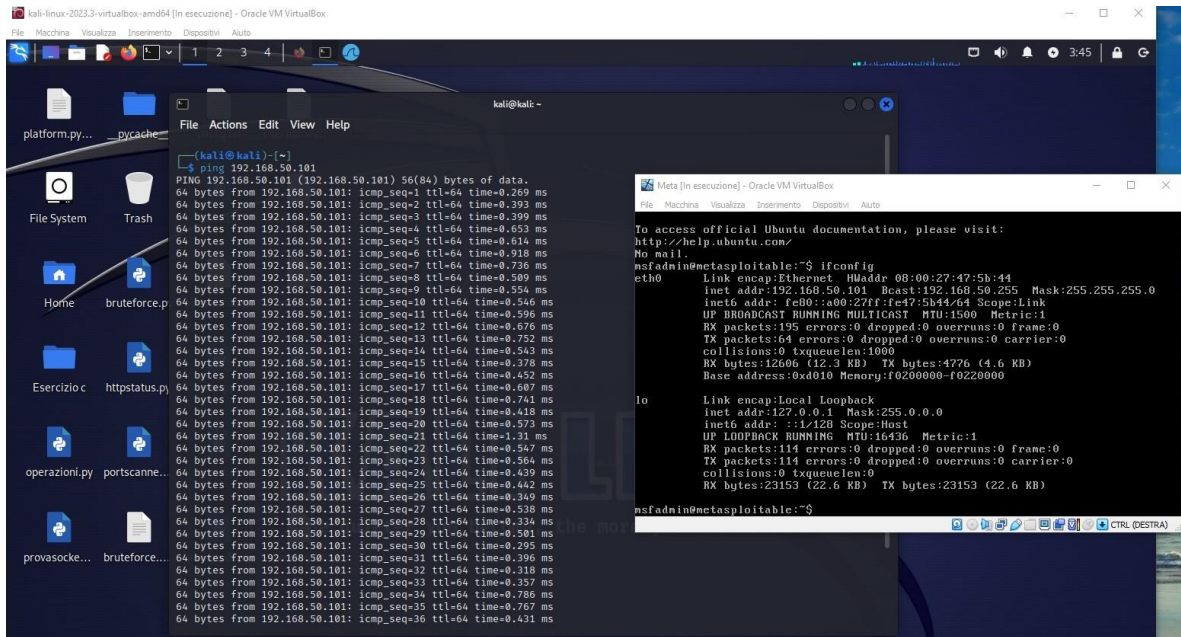 kali-linux-2023.3-virtualbox-amd64 [In esecuzione] - Oracle VM VirtualBox
File Macchina Visualizza Inserimento Dispositivi Aiuto
1 2 3 4
3:45
platform.py...
__pycache__
File System
Trash
Home
bruteforce.p
Esercizio c
httpstatus.py
operazioni.py
portscanne...
provasocke...
bruteforce...
kali@kali: ~
File Actions Edit View Help
(kali㉿kali)-[~]
$ ping 192.168.50.101
PING 192.168.50.101 (192.168.50.101) 56(84) bytes of data.
64 bytes from 192.168.50.101: icmp_seq=1 ttl=64 time=0.269 ms
64 bytes from 192.168.50.101: icmp_seq=2 ttl=64 time=0.393 ms
64 bytes from 192.168.50.101: icmp_seq=3 ttl=64 time=0.399 ms
64 bytes from 192.168.50.101: icmp_seq=4 ttl=64 time=0.653 ms
64 bytes from 192.168.50.101: icmp_seq=5 ttl=64 time=0.614 ms
64 bytes from 192.168.50.101: icmp_seq=6 ttl=64 time=0.918 ms
64 bytes from 192.168.50.101: icmp_seq=7 ttl=64 time=0.736 ms
64 bytes from 192.168.50.101: icmp_seq=8 ttl=64 time=0.509 ms
64 bytes from 192.168.50.101: icmp_seq=9 ttl=64 time=0.554 ms
64 bytes from 192.168.50.101: icmp_seq=10 ttl=64 time=0.546 ms
64 bytes from 192.168.50.101: icmp_seq=11 ttl=64 time=0.596 ms
64 bytes from 192.168.50.101: icmp_seq=12 ttl=64 time=0.676 ms
64 bytes from 192.168.50.101: icmp_seq=13 ttl=64 time=0.752 ms
64 bytes from 192.168.50.101: icmp_seq=14 ttl=64 time=0.543 ms
64 bytes from 192.168.50.101: icmp_seq=15 ttl=64 time=0.378 ms
64 bytes from 192.168.50.101: icmp_seq=16 ttl=64 time=0.452 ms
64 bytes from 192.168.50.101: icmp_seq=17 ttl=64 time=0.607 ms
64 bytes from 192.168.50.101: icmp_seq=18 ttl=64 time=0.741 ms
64 bytes from 192.168.50.101: icmp_seq=19 ttl=64 time=0.418 ms
64 bytes from 192.168.50.101: icmp_seq=20 ttl=64 time=0.573 ms
64 bytes from 192.168.50.101: icmp_seq=21 ttl=64 time=1.31 ms
64 bytes from 192.168.50.101: icmp_seq=22 ttl=64 time=0.547 ms
64 bytes from 192.168.50.101: icmp_seq=23 ttl=64 time=0.564 ms
64 bytes from 192.168.50.101: icmp_seq=24 ttl=64 time=0.439 ms
64 bytes from 192.168.50.101: icmp_seq=25 ttl=64 time=0.442 ms
64 bytes from 192.168.50.101: icmp_seq=26 ttl=64 time=0.349 ms
64 bytes from 192.168.50.101: icmp_seq=27 ttl=64 time=0.538 ms
64 bytes from 192.168.50.101: icmp_seq=28 ttl=64 time=0.334 ms
64 bytes from 192.168.50.101: icmp_seq=29 ttl=64 time=0.501 ms
64 bytes from 192.168.50.101: icmp_seq=30 ttl=64 time=0.295 ms
64 bytes from 192.168.50.101: icmp_seq=31 ttl=64 time=0.396 ms
64 bytes from 192.168.50.101: icmp_seq=32 ttl=64 time=0.318 ms
64 bytes from 192.168.50.101: icmp_seq=33 ttl=64 time=0.357 ms
64 bytes from 192.168.50.101: icmp_seq=34 ttl=64 time=0.786 ms
64 bytes from 192.168.50.101: icmp_seq=35 ttl=64 time=0.767 ms
64 bytes from 192.168.50.101: icmp_seq=36 ttl=64 time=0.431 ms
the mor
Meta [In esecuzione] - Oracle VM VirtualBox
File Macchina Visualizza Inserimento Dispositivi Aiuto
To access official Ubuntu documentation, please visit:
http://help.ubuntu.com/
No mail.
msfadmin@metasploitable:~$ ifconfig
eth0 Link encap:Ethernet HWaddr 08:00:27:47:5b:44
inet addr:192.168.50.101 Bcast:192.168.50.255 Mask:255.255.255.0
inet6 addr: fe80::a00:27ff:fe47:5b44/64 Scope:Link
UP BROADCAST RUNNING MULTICAST MTU:1500 Metric:1
RX packets:195 errors:0 dropped:0 overruns:0 frame:0
TX packets:64 errors:0 dropped:0 overruns:0 carrier:0
collisions:0 txqueuelen:1000
RX bytes:12606 (12.3 KB) TX bytes:4776 (4.6 KB)
Base address:0xd010 Memory:f0200000-f0220000
lo Link encap:Local Loopback
inet addr:127.0.0.1 Mask:255.0.0.0
inet6 addr: ::1/128 Scope:Host
UP LOOPBACK RUNNING MTU:16436 Metric:1
RX packets:114 errors:0 dropped:0 overruns:0 frame:0
TX packets:114 errors:0 dropped:0 overruns:0 carrier:0
collisions:0 txqueuelen:0
RX bytes:23153 (22.6 KB) TX bytes:23153 (22.6 KB)
msfadmin@metasploitable:~$
CTRL (DESTRA)